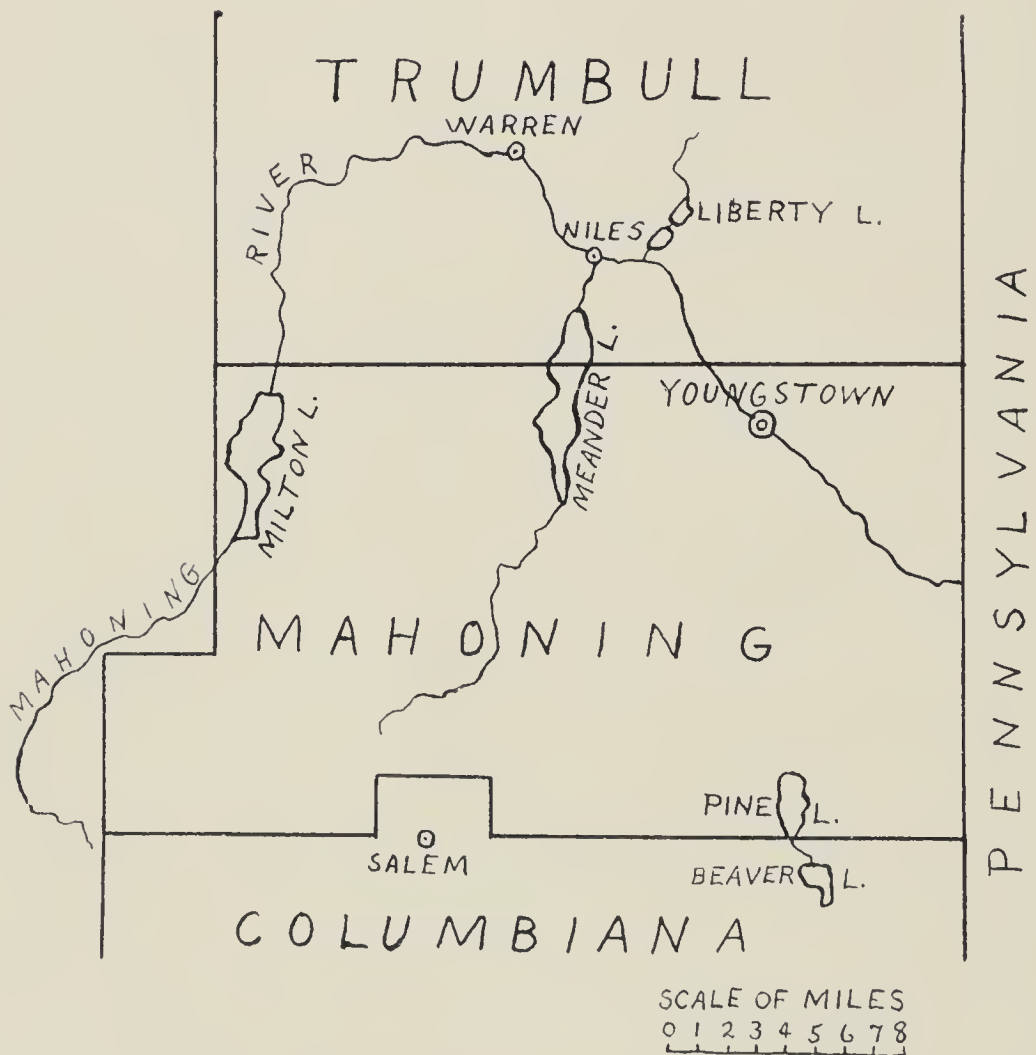 TRUMBULL
WARREN
RIVER
LIBERTY L.
NILES
MEANDER L.
YOUNGSTOWN
PENNSYLVANIA
MILTON L.
MAHONING
MAHONING
PINE L.
SALEM
BEAVER L.
COLUMBIANA
SCALE OF MILES
0 1 2 3 4 5 6 7 8